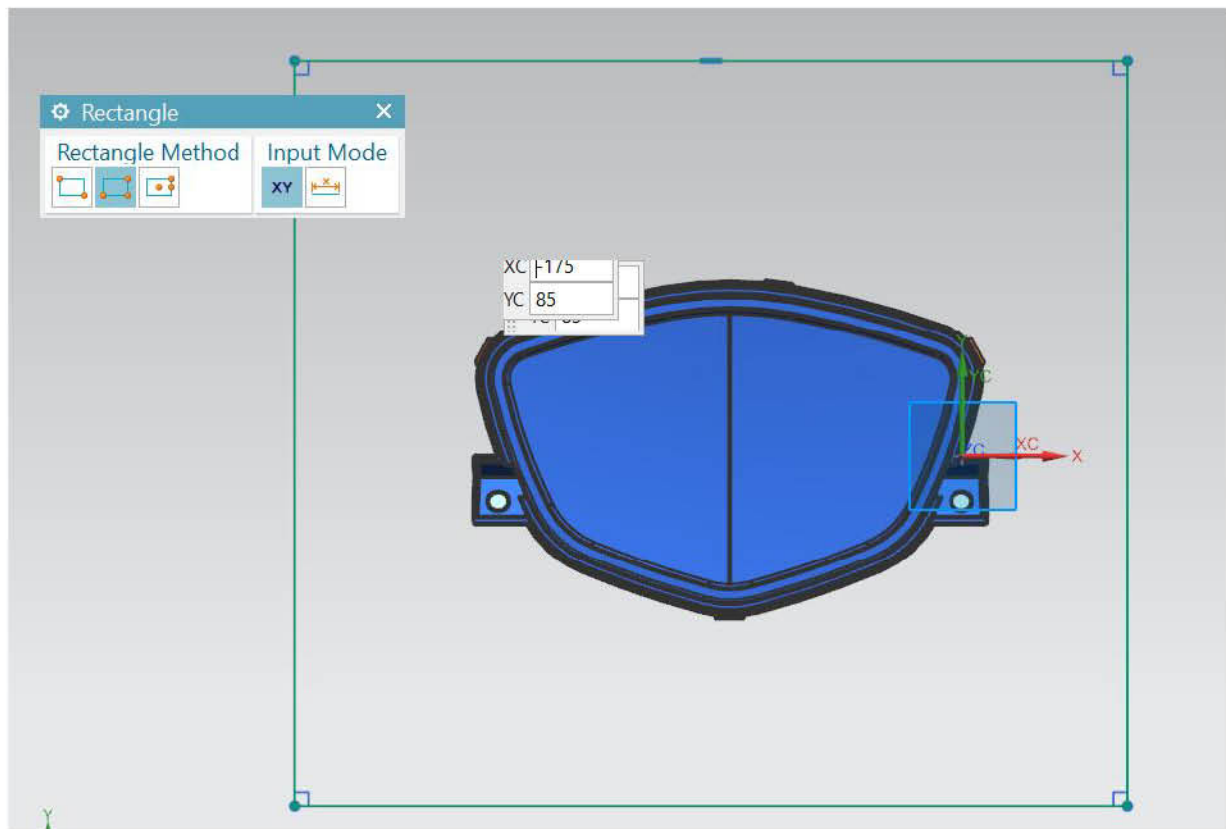 Rectangle
Rectangle Method Input Mode
XY x
XC -175
YC 85
Y
YC
ZC XC X
Y